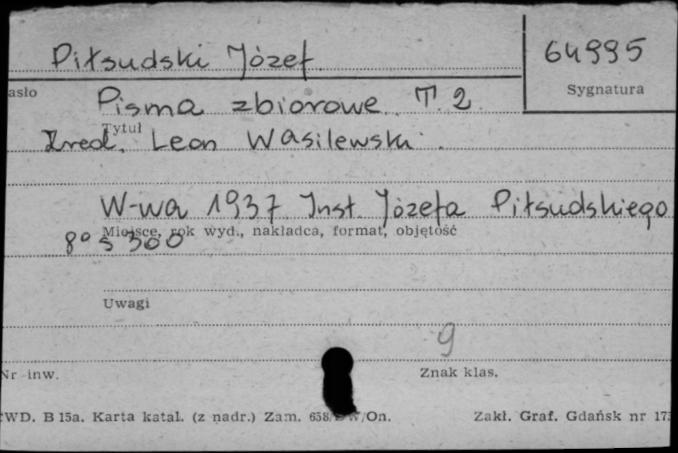 Piłsudski Józef. 64995
asło Sygnatura
Pisma zbiorowe. T. 2.
Tytuł
Zred. Leon Wasilewski.
W-wa 1937 Inst. Józefa Piłsudskiego
Miejsce, rok wyd., nakładca, format, objętość
8° s 360
Uwagi
9
Nr inw. Znak klas.
WD. B 15a. Karta katal. (z nadr.) Zam. 658/DW/On. Zakł. Graf. Gdańsk nr 17